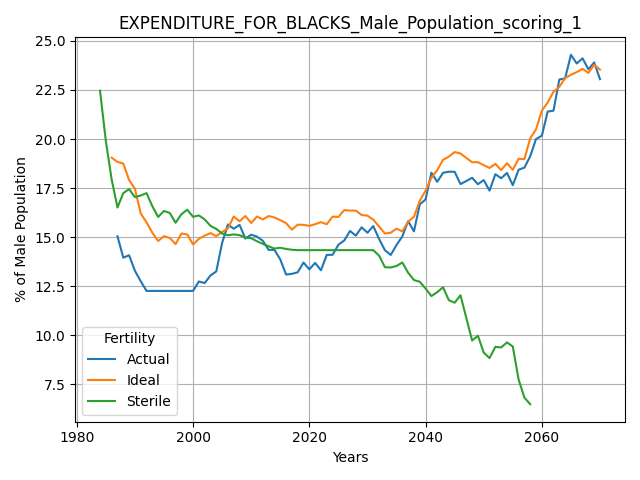 EXPENDITURE_FOR_BLACKS_Male_Population_scoring_1
25.0
22.5
20.0
17.5
15.0
12.5
10.0
7.5
% of Male Population
Fertility
Actual
Ideal
Sterile
1980 2000 2020 2040 2060
Years